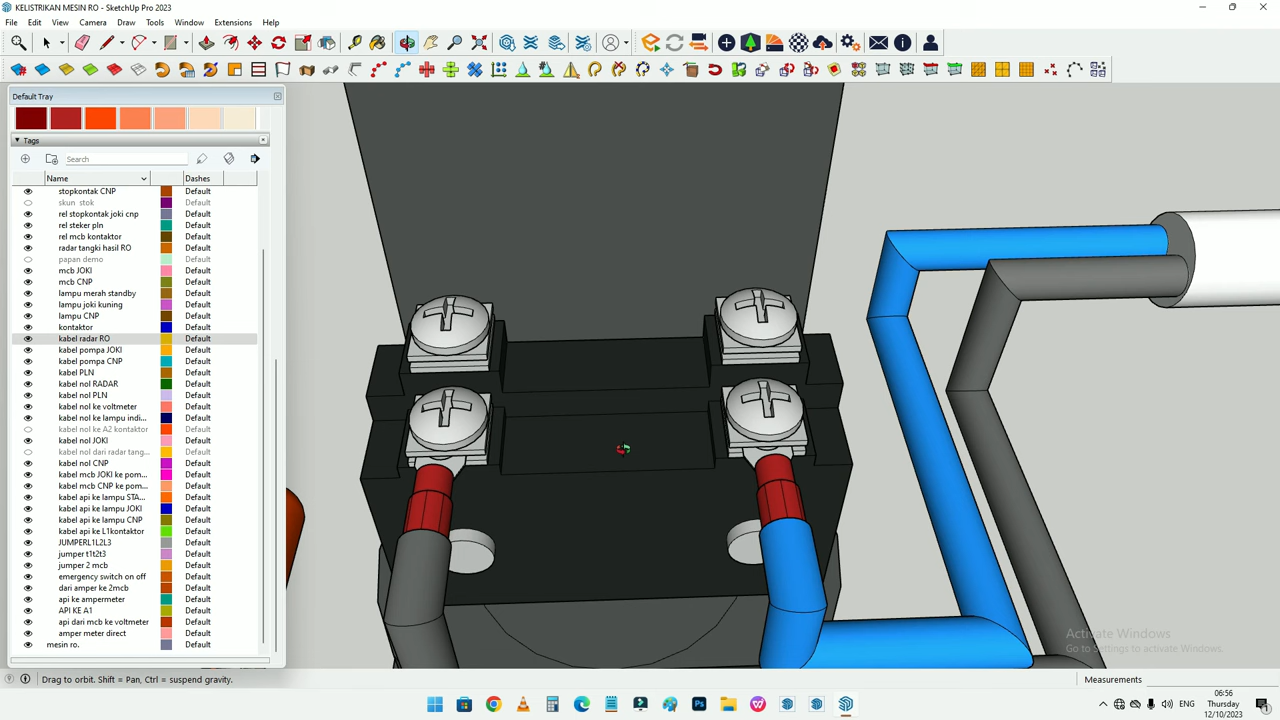 KELISTRIKAN MESIN RO - SketchUp Pro 2023
File Edit View Camera Draw Tools Window Extensions Help
Default Tray
Tags
Search
Name Dashes
stopkontak CNP Default
skun stok Default
rel stopkontak joki cnp Default
rel steker pln Default
rel mcb kontaktor Default
radar tangki hasil RO Default
papan demo Default
mcb JOKI Default
mcb CNP Default
lampu merah standby Default
lampu joki kuning Default
lampu CNP Default
kontaktor Default
kabel radar RO Default
kabel pompa JOKI Default
kabel pompa CNP Default
kabel PLN Default
kabel nol RADAR Default
kabel nol PLN Default
kabel nol ke voltmeter Default
kabel nol ke lampu indi... Default
kabel nol ke A2 kontaktor Default
kabel nol JOKI Default
kabel nol dari radar tang... Default
kabel nol CNP Default
kabel mcb JOKI ke pom... Default
kabel mcb CNP ke pom... Default
kabel api ke lampu STA... Default
kabel api ke lampu JOKI Default
kabel api ke lampu CNP Default
kabel api ke L1kontaktor Default
JUMPERL1L2L3 Default
jumper t1t2t3 Default
jumper 2 mcb Default
emergency switch on off Default
dari amper ke 2mcb Default
api ke ampermeter Default
API KE A1 Default
api dari mcb ke voltmeter Default
amper meter direct Default
mesin ro. Default
Activate Windows
Go to Settings to activate Windows.
Drag to orbit. Shift = Pan, Ctrl = suspend gravity.
Measurements
06:56
Thursday
12/10/2023